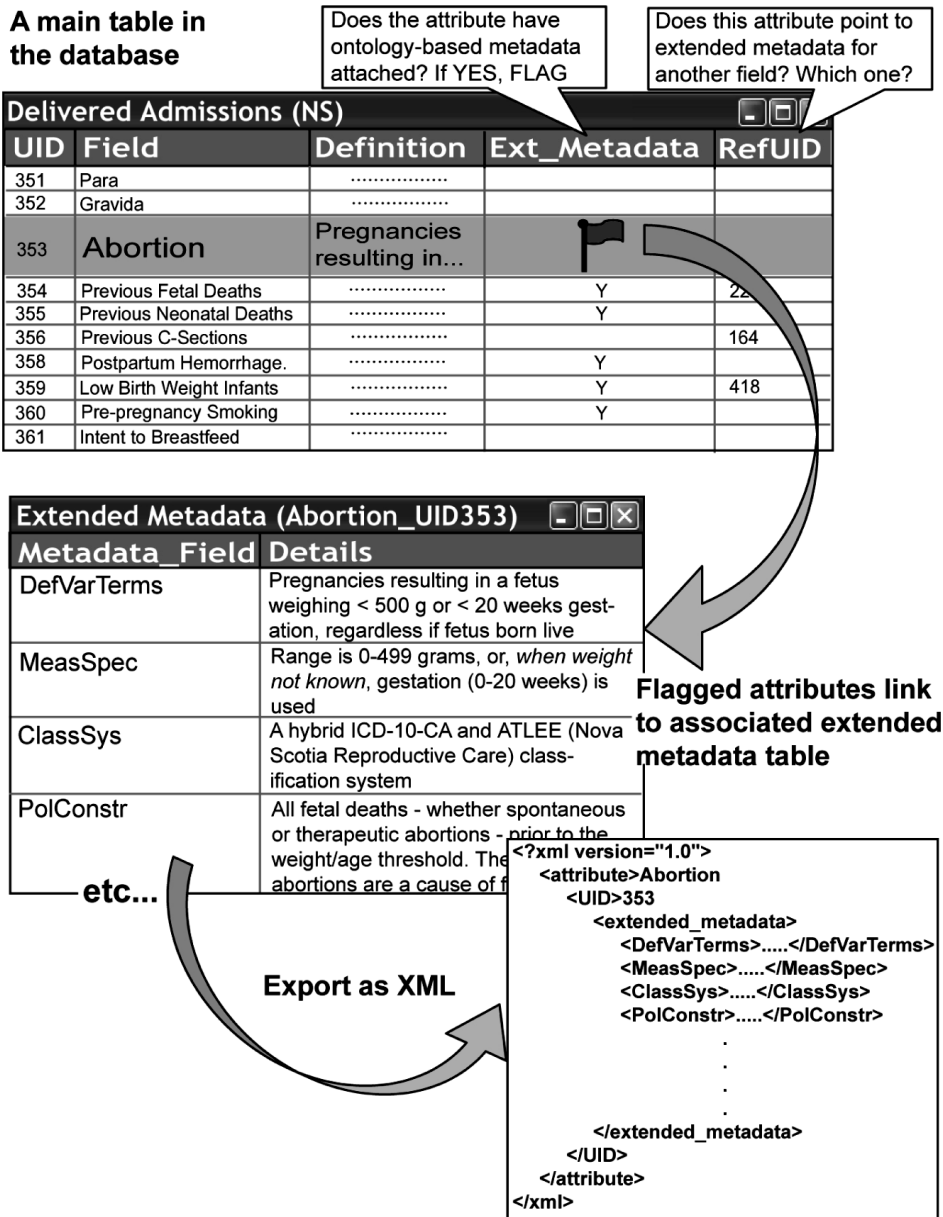 A main table in
the database
Does the attribute have
ontology-based metadata
attached? If YES, FLAG
Does this attribute point to
extended metadata for
another field? Which one?
Delivered Admissions (NS)
UID Field Definition Ext_Metadata RefUID
351 Para .................
352 Gravida .................
353 Abortion Pregnancies
resulting in...
354 Previous Fetal Deaths ................. Y
355 Previous Neonatal Deaths ................. Y
356 Previous C-Sections ................. 164
358 Postpartum Hemorrhage. ................. Y
359 Low Birth Weight Infants ................. Y 418
360 Pre-pregnancy Smoking ................. Y
361 Intent to Breastfeed .................
Extended Metadata (Abortion_UID353)
Metadata_Field Details
DefVarTerms Pregnancies resulting in a fetus
weighing < 500 g or < 20 weeks gest-
ation, regardless if fetus born live
MeasSpec Range is 0-499 grams, or, when weight
not known, gestation (0-20 weeks) is
used
ClassSys A hybrid ICD-10-CA and ATLEE (Nova
Scotia Reproductive Care) class-
ification system
PolConstr All fetal deaths - whether spontaneous
or therapeutic abortions - prior to the
weight/age threshold.
abortions are a cause of
etc...
Flagged attributes link
to associated extended
metadata table
Export as XML
<?xml version="1.0">
<attribute>Abortion
<UID>353
<extended_metadata>
<DefVarTerms>.....</DefVarTerms>
<MeasSpec>.....</MeasSpec>
<ClassSys>.....</ClassSys>
<PolConstr>.....</PolConstr>
.
.
.
.
</extended_metadata>
</UID>
</attribute>
</xml>